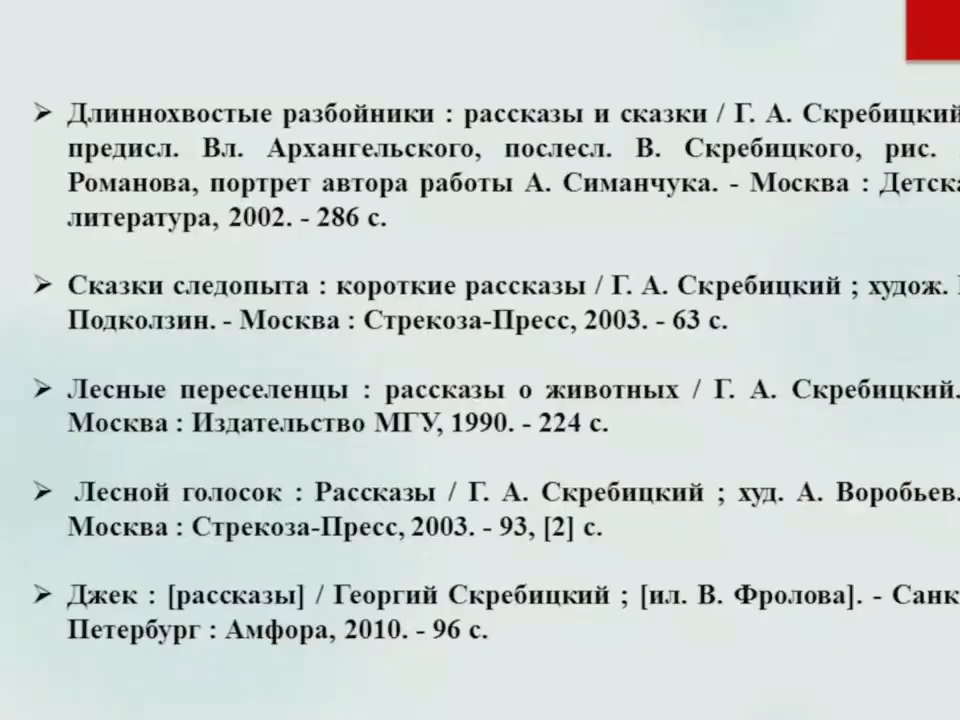 Длиннохвостые разбойники : рассказы и сказки / Г. А. Скребицкий
предисл. Вл. Архангельского, послесл. В. Скребицкого, рис.
Романова, портрет автора работы А. Симанчука. - Москва : Детска
литература, 2002. - 286 с.
Сказки следопыта : короткие рассказы / Г. А. Скребицкий ; худож.
Подколзин. - Москва : Стрекоза-Пресс, 2003. - 63 с.
Лесные переселенцы : рассказы о животных / Г. А. Скребицкий.
Москва : Издательство МГУ, 1990. - 224 с.
Лесной голосок : Рассказы / Г. А. Скребицкий ; худ. А. Воробьев.
Москва : Стрекоза-Пресс, 2003. - 93, [2] с.
Джек : [рассказы] / Георгий Скребицкий ; [ил. В. Фролова]. - Санк
Петербург : Амфора, 2010. - 96 с.